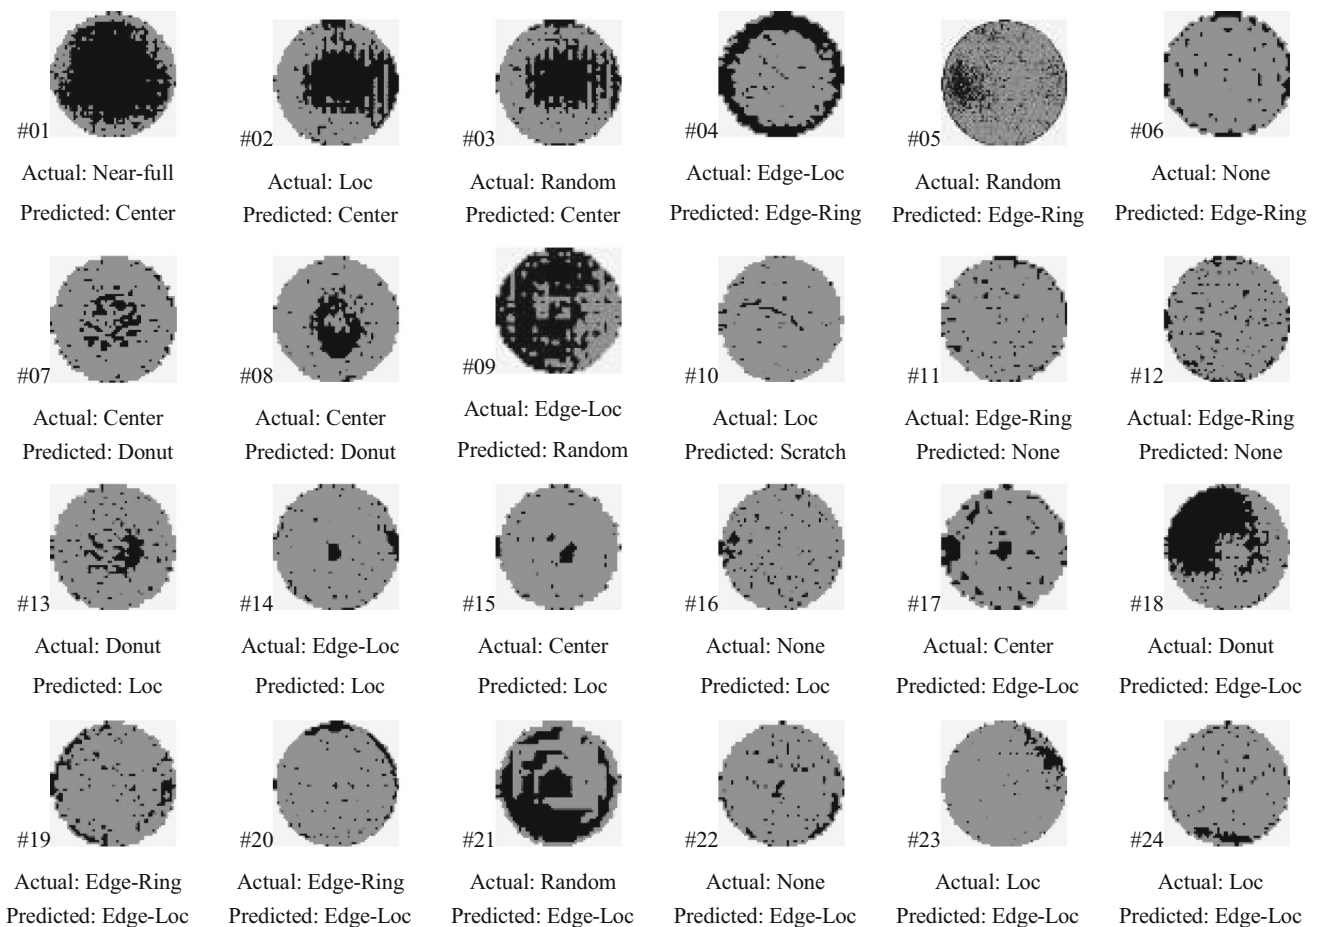 #01 #02 #03 #04 #05 #06
Actual: Near-full Actual: Loc Actual: Random Actual: Edge-Loc Actual: Random Actual: None
Predicted: Center Predicted: Center Predicted: Center Predicted: Edge-Ring Predicted: Edge-Ring Predicted: Edge-Ring
#07 #08 #09 #10 #11 #12
Actual: Center Actual: Center Actual: Edge-Loc Actual: Loc Actual: Edge-Ring Actual: Edge-Ring
Predicted: Donut Predicted: Donut Predicted: Random Predicted: Scratch Predicted: None Predicted: None
#13 #14 #15 #16 #17 #18
Actual: Donut Actual: Edge-Loc Actual: Center Actual: None Actual: Center Actual: Donut
Predicted: Loc Predicted: Loc Predicted: Loc Predicted: Loc Predicted: Edge-Loc Predicted: Edge-Loc
#19 #20 #21 #22 #23 #24
Actual: Edge-Ring Actual: Edge-Ring Actual: Random Actual: None Actual: Loc Actual: Loc
Predicted: Edge-Loc Predicted: Edge-Loc Predicted: Edge-Loc Predicted: Edge-Loc Predicted: Edge-Loc Predicted: Edge-Loc